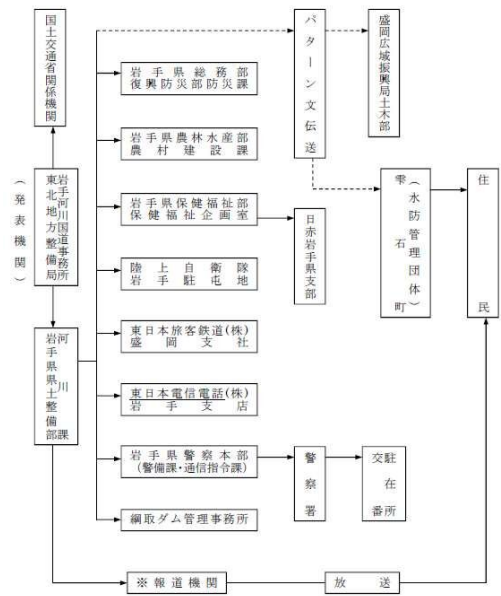 国土交通省関係機関
（発表機関）
東北地方整備局
岩手河川国道事務所
岩手県県土整備部
河川課
岩手県総務部
復興防災部防災課
岩手県農林水産部
農村建設課
岩手県保健福祉部
保健福祉企画室
陸上自衛隊
岩手駐屯地
東日本旅客鉄道(株)
盛岡支社
東日本電信電話(株)
岩手支店
岩手県警察本部
(警備課・通信指令課)
綱取ダム管理事務所
※報道機関
パターン文伝送
盛岡広域振興局土木部
日赤岩手県支部
警察署
交番
駐在所
放送
雫石町
（水防管理団体）
住民